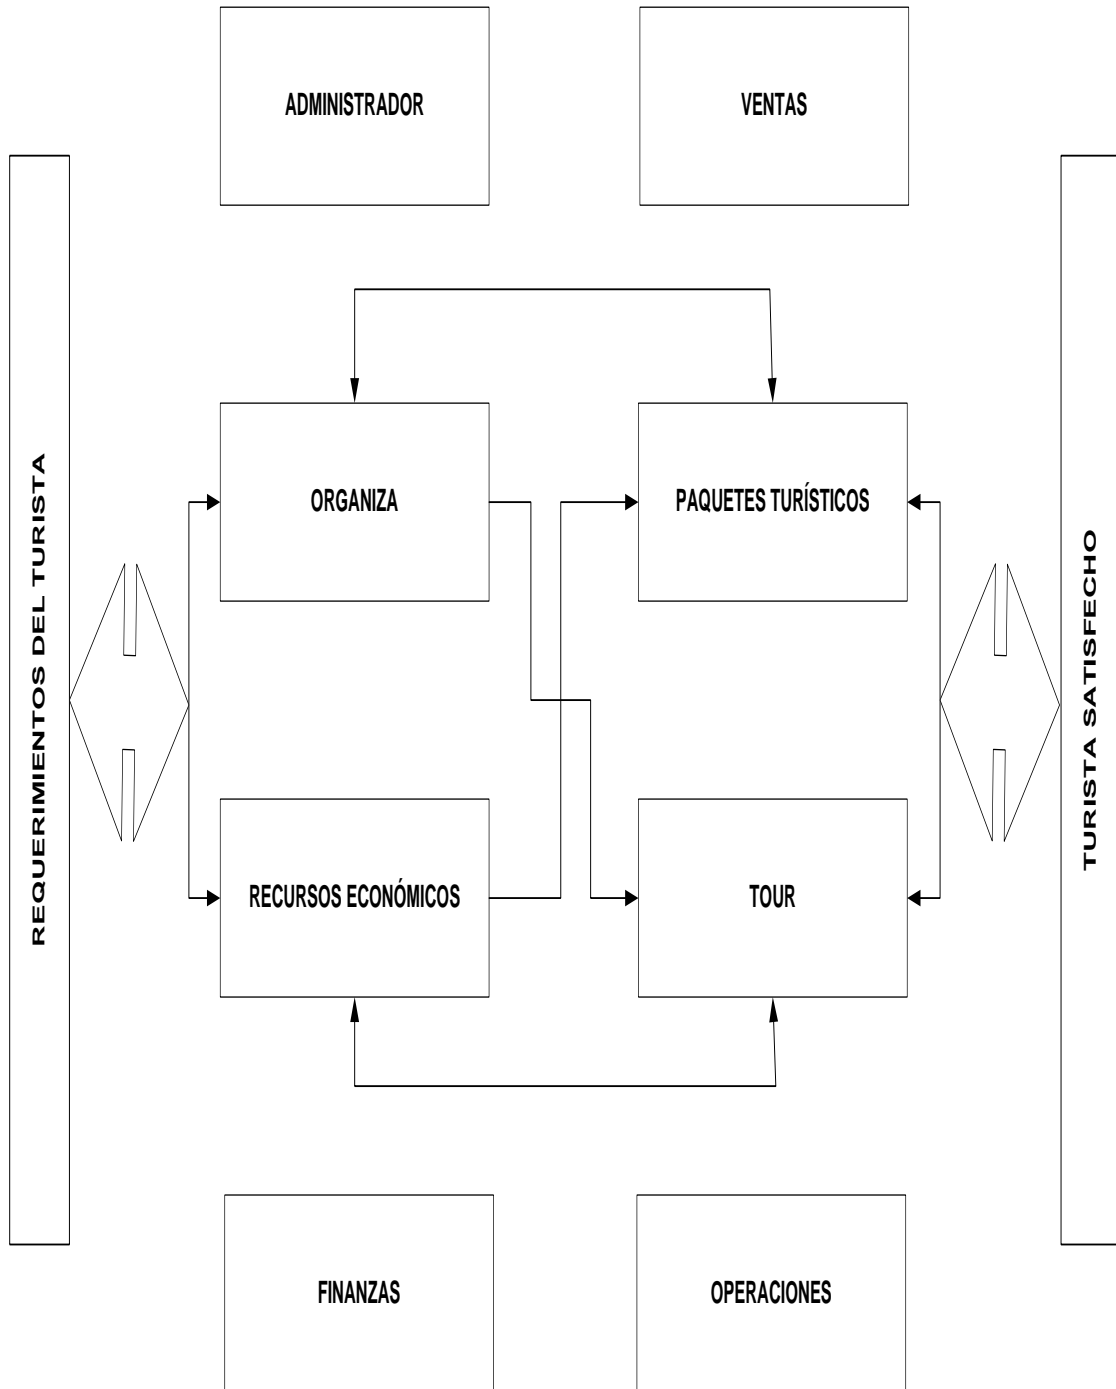 ADMINISTRADOR
VENTAS
REQUERIMIENTOS DEL TURISTA
ORGANIZA
PAQUETES TURÍSTICOS
TURISTA SATISFECHO
RECURSOS ECONÓMICOS
TOUR
FINANZAS
OPERACIONES